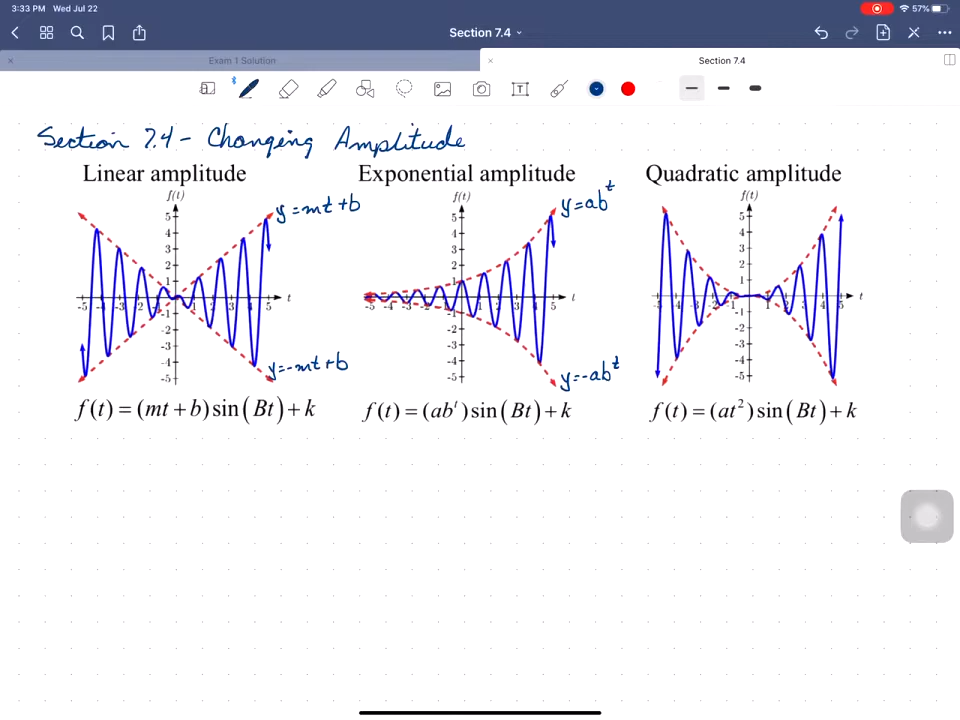 3:33 PM Wed Jul 22
57%
Section 7.4
Exam 1 Solution
Section 7.4
Section 7.4 - Changing Amplitude
Linear amplitude
Exponential amplitude
Quadratic amplitude
f(t)
f(t)
f(t)
y=mt+b
y=ab^t
t
t
t
y=-mt+b
y=-ab^t
f(t) = (mt + b) sin(Bt) + k
f(t) = (ab^t) sin(Bt) + k
f(t) = (at^2) sin(Bt) + k